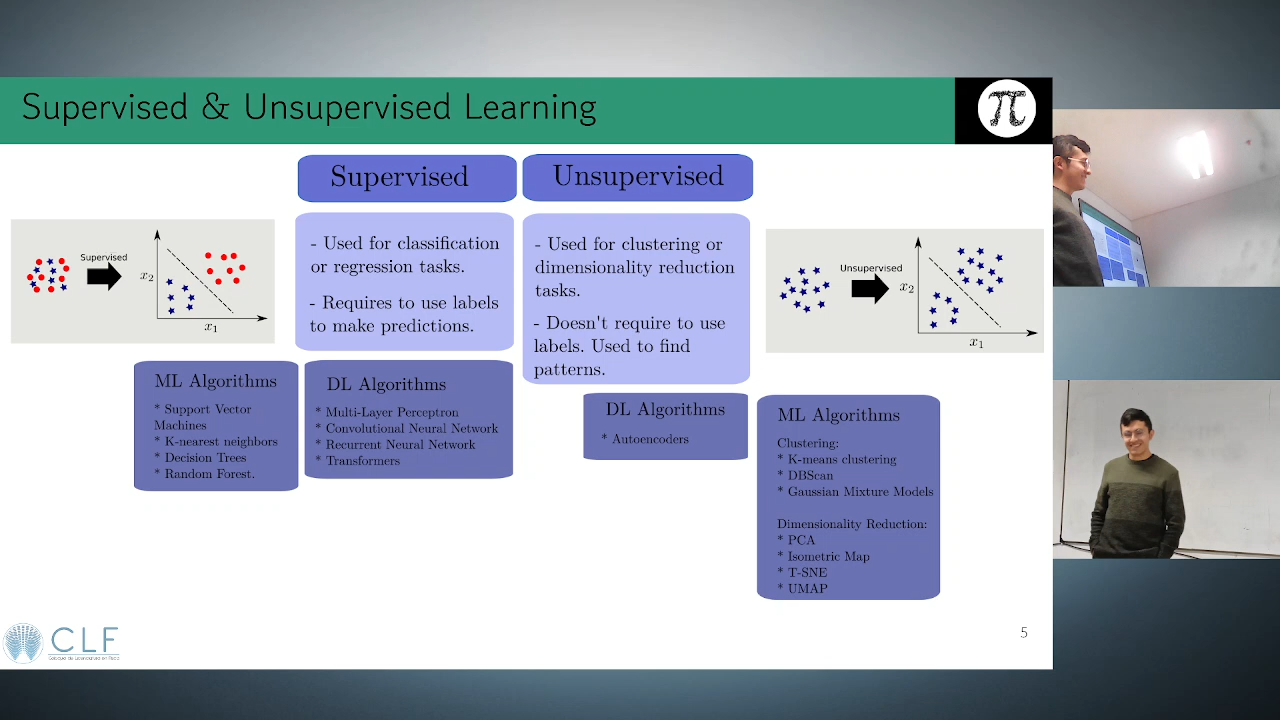 Supervised & Unsupervised Learning
π
Supervised
Unsupervised
Supervised
x₂
x₁
- Used for classification
or regression tasks.
- Requires to use labels
to make predictions.
- Used for clustering or
dimensionality reduction
tasks.
- Doesn't require to use
labels. Used to find
patterns.
Unsupervised
x₂
x₁
ML Algorithms
* Support Vector
Machines
* K-nearest neighbors
* Decision Trees
* Random Forest.
DL Algorithms
* Multi-Layer Perceptron
* Convolutional Neural Network
* Recurrent Neural Network
* Transformers
DL Algorithms
* Autoencoders
ML Algorithms
Clustering:
* K-means clustering
* DBScan
* Gaussian Mixture Models
Dimensionality Reduction:
* PCA
* Isometric Map
* T-SNE
* UMAP
CLF
5